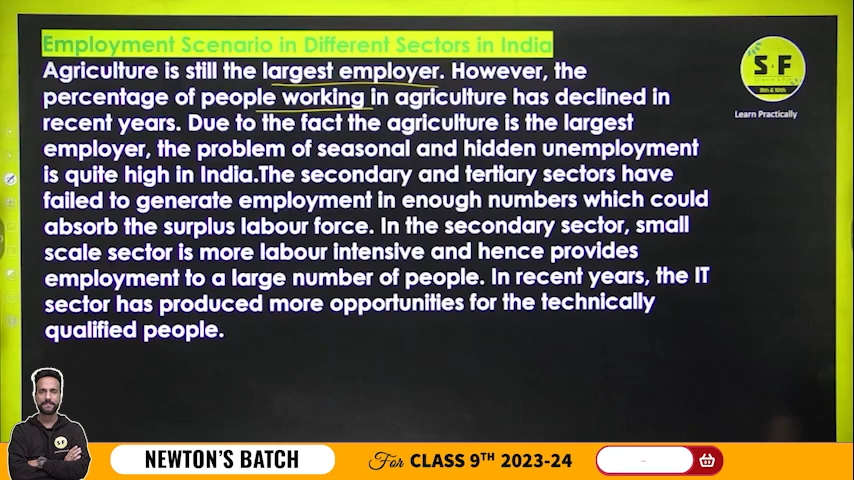 Employment Scenario in Different Sectors in India
Agriculture is still the largest employer. However, the
percentage of people working in agriculture has declined in
recent years. Due to the fact the agriculture is the largest
employer, the problem of seasonal and hidden unemployment
is quite high in India.The secondary and tertiary sectors have
failed to generate employment in enough numbers which could
absorb the surplus labour force. In the secondary sector, small
scale sector is more labour intensive and hence provides
employment to a large number of people. In recent years, the IT
sector has produced more opportunities for the technically
qualified people.
S F
8th & 10th
Learn Practically
SF
NEWTON'S BATCH
For CLASS 9TH 2023-24